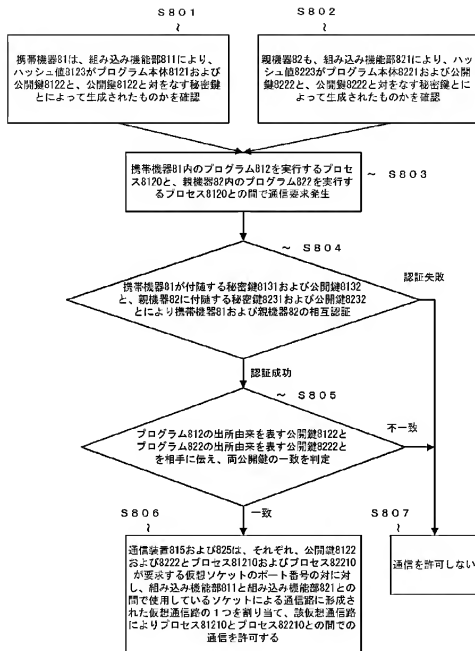 S801
携帯機器81は、組み込み機能部811により、
ハッシュ値8123がプログラム本体8121およ
び公開鍵8122と、公開鍵8122と対をなす秘密鍵
とによって生成されたものかを確認
S802
親機器82も、組み込み機能部821により、ハッ
シュ値8223がプログラム本体8221および公開
鍵8222と、公開鍵8222と対をなす秘密鍵とに
よって生成されたものかを確認
携帯機器81内のプログラム812を実行するプロセ
ス8120と、親機器82内のプログラム822を実行す
るプロセス8120との間で通信要求発生
~ S803
~ S804
携帯機器81が付随する秘密鍵8131および公開鍵8132
と、親機器82に付随する秘密鍵8231および公開鍵8232
とにより携帯機器81および親機器82の相互認証
認証失敗
認証成功
~ S805
プログラム812の出所由来を表す公開鍵8122と
プログラム822の出所由来を表す公開鍵8222と
を相手に伝え、両公開鍵の一致を判定
不一致
一致
S806
通信装置815および825は、それぞれ、公開鍵8122
および8222とプロセス81210およびプロセス82210
が要求する仮想ソケットのポート番号の対に対
し、組み込み機能部811と組み込み機能部821との
間で使用しているソケットによる通信路に形成され
た仮想通信路の1つを割り当て、該仮想通信路
によりプロセス81210とプロセス82210との間での
通信を許可する
S807
通信を許可しない